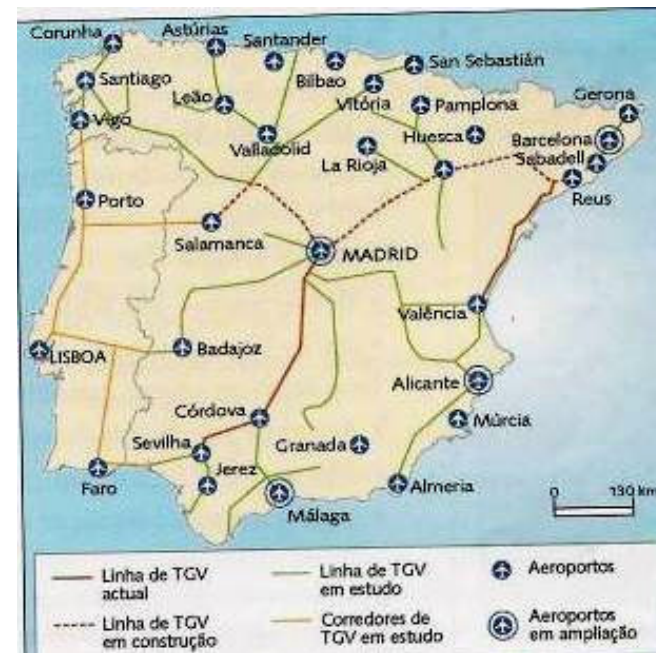 Corunha
Astúrias
Santander
Bilbao
San Sebastián
Santiago
Leão
Vitória
Pamplona
Gerona
Vigo
Valladolid
La Rioja
Huesca
Barcelona
Sabadell
Reus
Porto
Salamanca
MADRID
Valência
LISBOA
Badajoz
Alicante
Córdova
Múrcia
Sevilha
Granada
Faro
Jerez
Málaga
Almeria
0 130 km
Linha de TGV
actual
Linha de TGV
em construção
Linha de TGV
em estudo
Corredores de
TGV em estudo
Aeroportos
Aeroportos
em ampliação